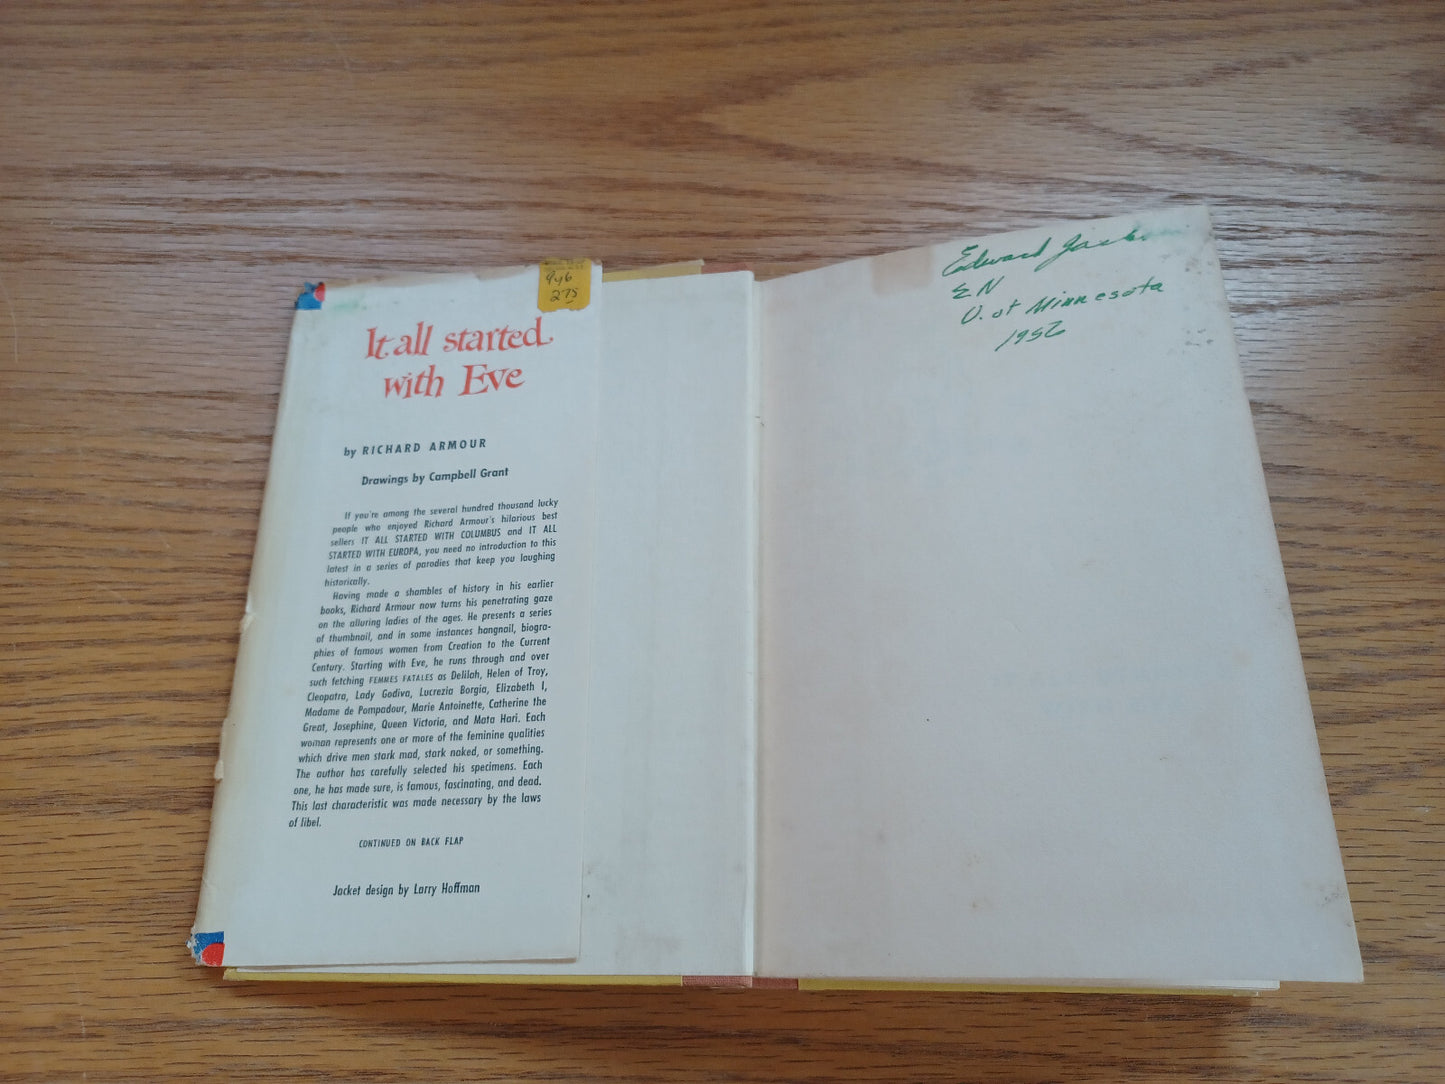 946
275
It all started
with Eve
by RICHARD ARMOUR
Drawings by Campbell Grant
If you're among the several hundred thousand lucky
people who enjoyed Richard Armour's hilarious best
sellers IT ALL STARTED WITH COLUMBUS and IT ALL
STARTED WITH EUROPA, you need no introduction to this
latest in a series of parodies that keep you laughing
historically.
Having made a shambles of history in his earlier
books, Richard Armour now turns his penetrating gaze
on the alluring ladies of the ages. He presents a series
of thumbnail, and in some instances hangnail, biogra-
phies of famous women from Creation to the Current
Century. Starting with Eve, he runs through and over
such fetching FEMMES FATALES as Delilah, Helen of Troy,
Cleopatra, Lady Godiva, Lucrezia Borgia, Elizabeth I,
Madame de Pompadour, Marie Antoinette, Catherine the
Great, Josephine, Queen Victoria, and Mata Hari. Each
woman represents one or more of the feminine qualities
which drive men stark mad, stark naked, or something.
The author has carefully selected his specimens. Each
one, he has made sure, is famous, fascinating, and dead.
This last characteristic was made necessary by the laws
of libel.
CONTINUED ON BACK FLAP
Jacket design by Larry Hoffman
Edward
EN
U. of Minnesota
1956